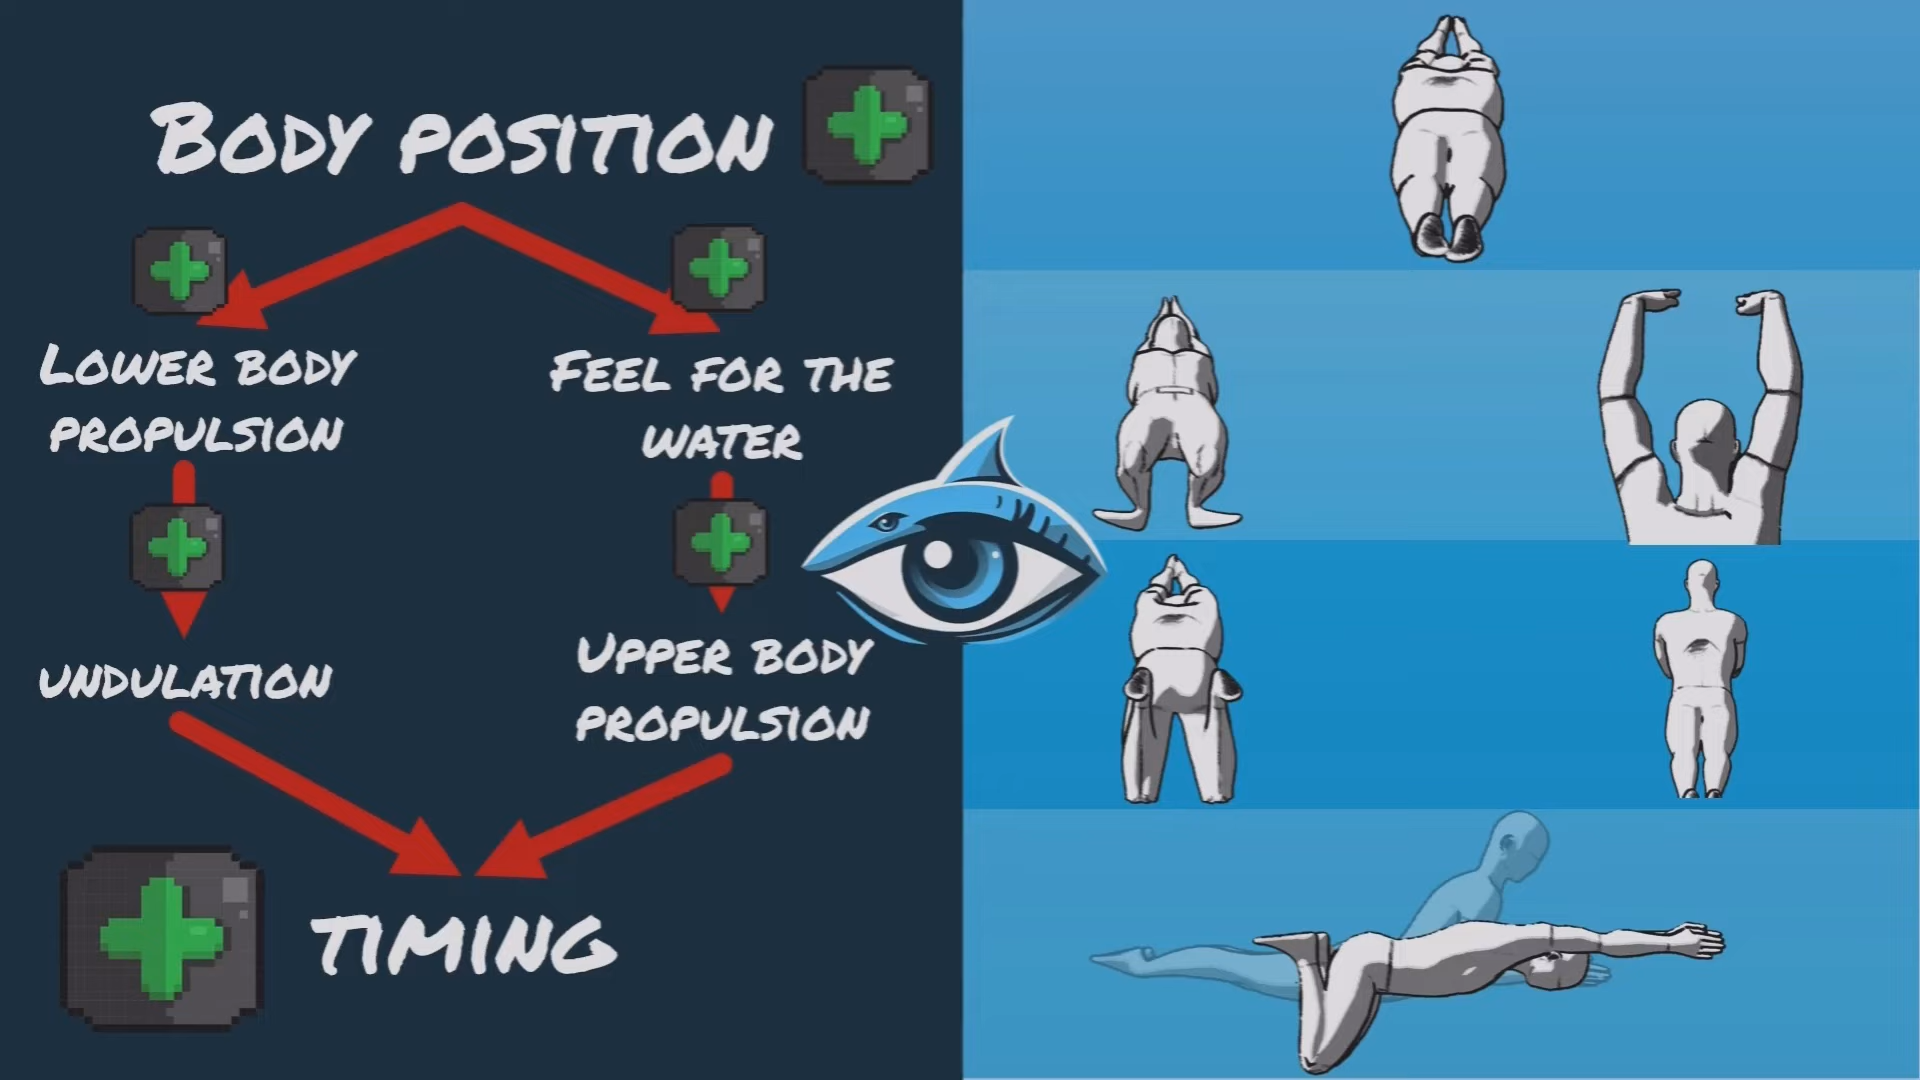 BODY POSITION
LOWER BODY
PROPULSION
FEEL FOR THE
WATER
UNDULATION
UPPER BODY
PROPULSION
TIMING